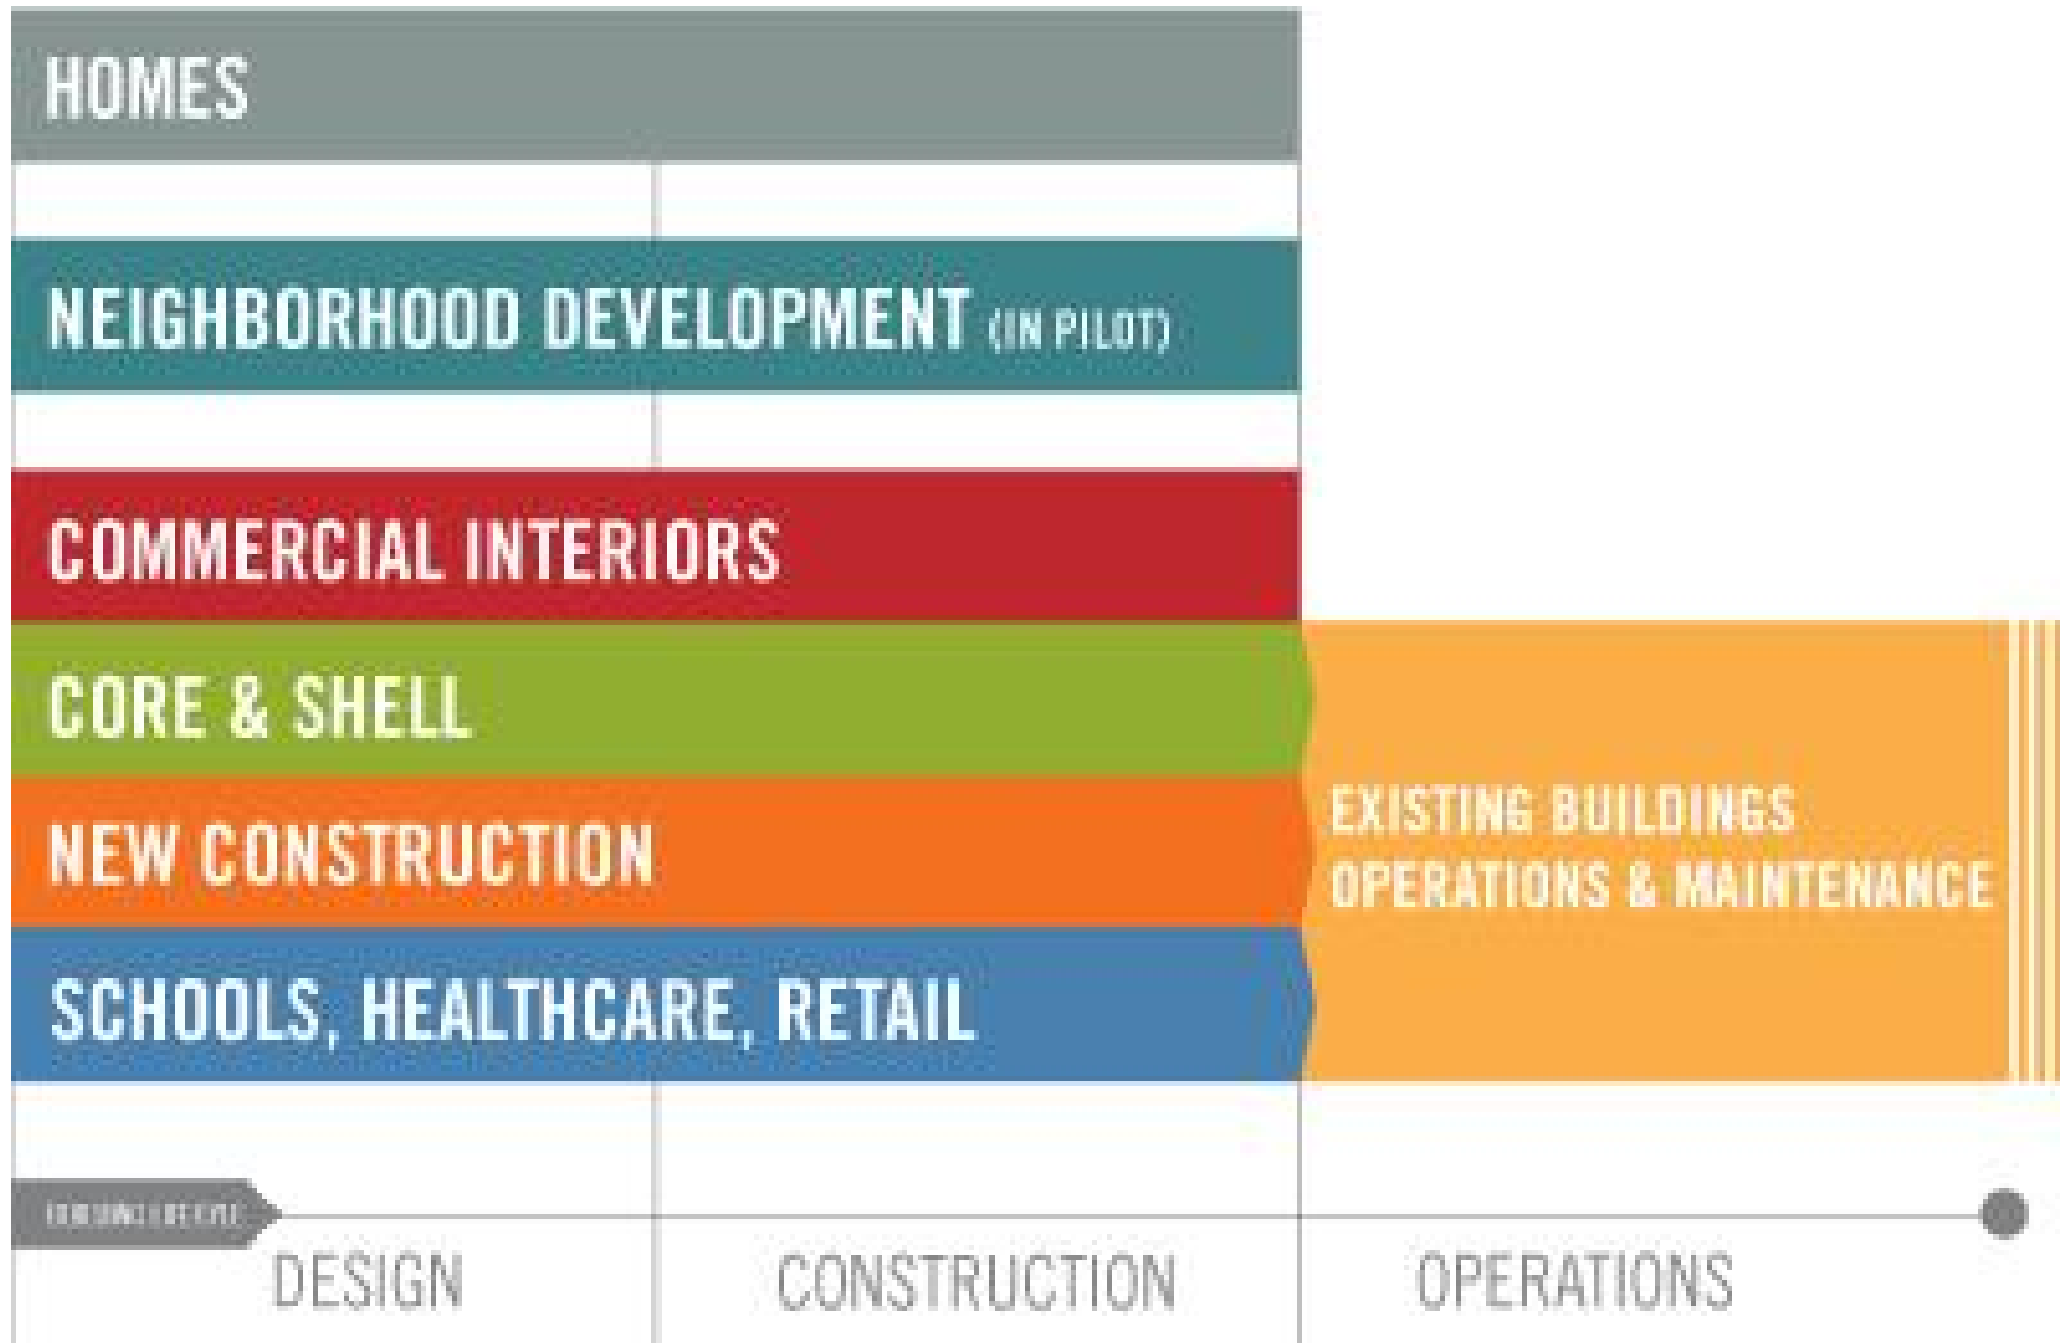 HOMES
NEIGHBORHOOD DEVELOPMENT (IN PILOT)
COMMERCIAL INTERIORS
CORE & SHELL
NEW CONSTRUCTION
SCHOOLS, HEALTHCARE, RETAIL
EXISTING BUILDINGS
OPERATIONS & MAINTENANCE
DESIGN
CONSTRUCTION
OPERATIONS